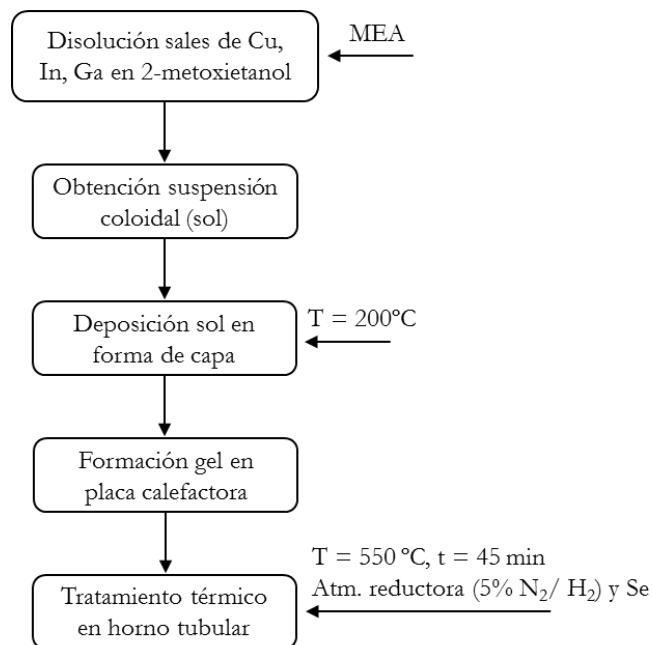 Disolución sales de Cu,
In, Ga en 2-metoxietanol
MEA
Obtención suspensión
coloidal (sol)
Deposición sol en
forma de capa
T = 200ºC
Formación gel en
placa calefactora
T = 550 ºC, t = 45 min
Atm. reductora (5% N₂/ H₂) y Se
Tratamiento térmico
en horno tubular